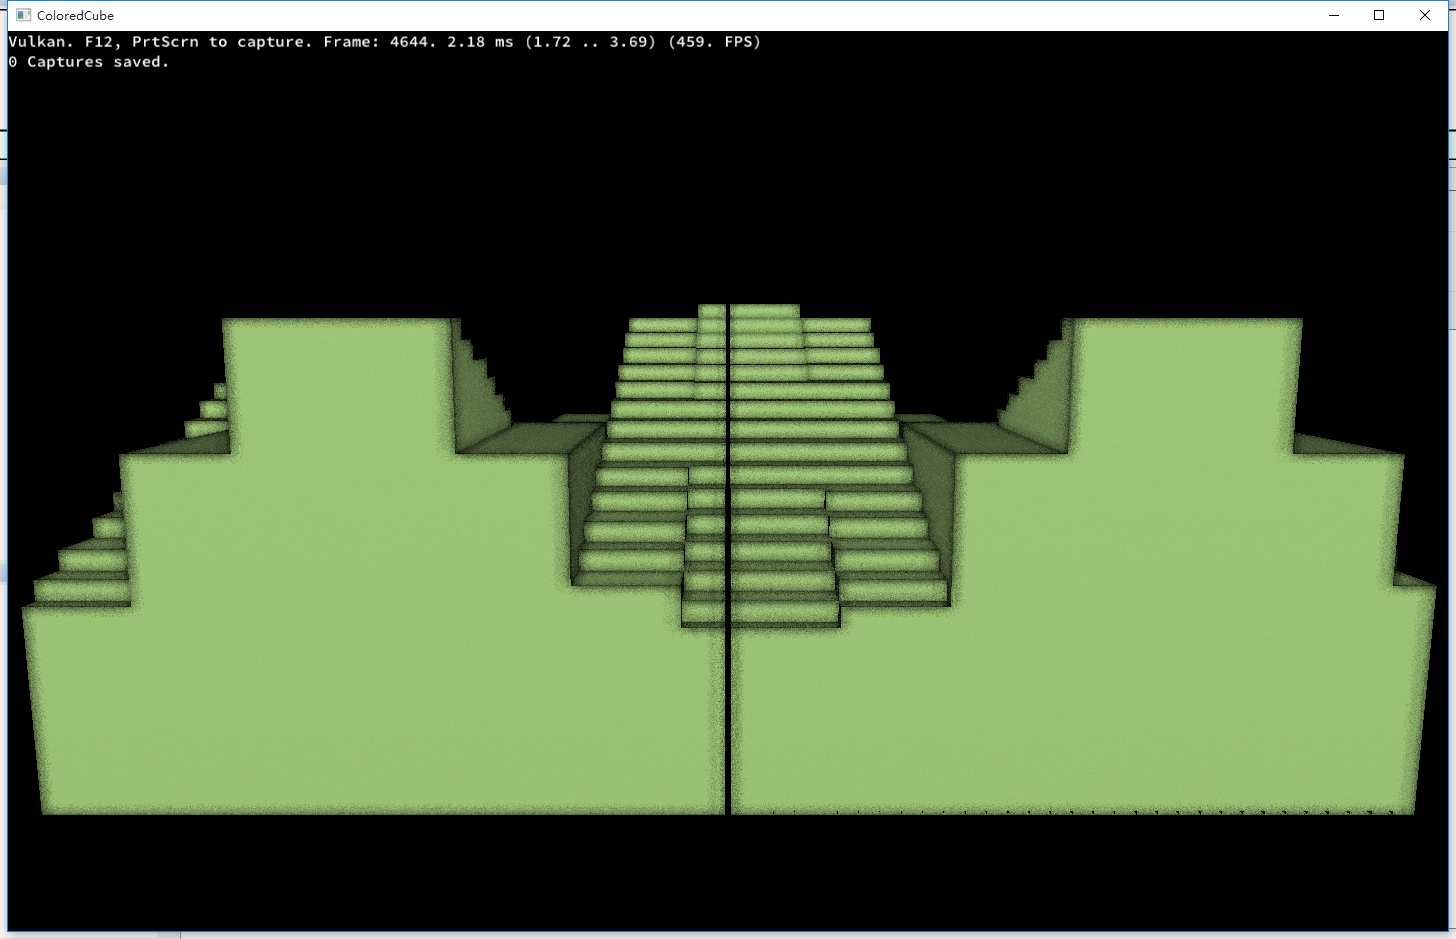 ColoredCube
Vulkan. F12, PrtScrn to capture. Frame: 4644. 2.18 ms (1.72 .. 3.69) (459. FPS)
0 Captures saved.